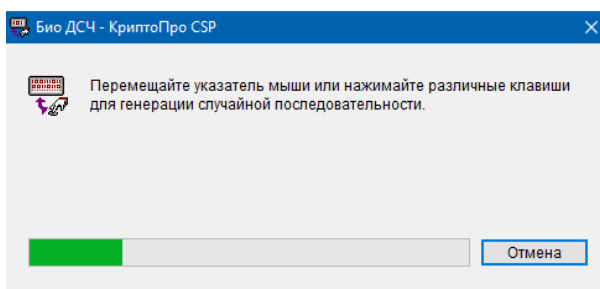 Био ДСЧ - КриптоПро CSP
Перемещайте указатель мыши или нажимайте различные клавиши
для генерации случайной последовательности.
Отмена